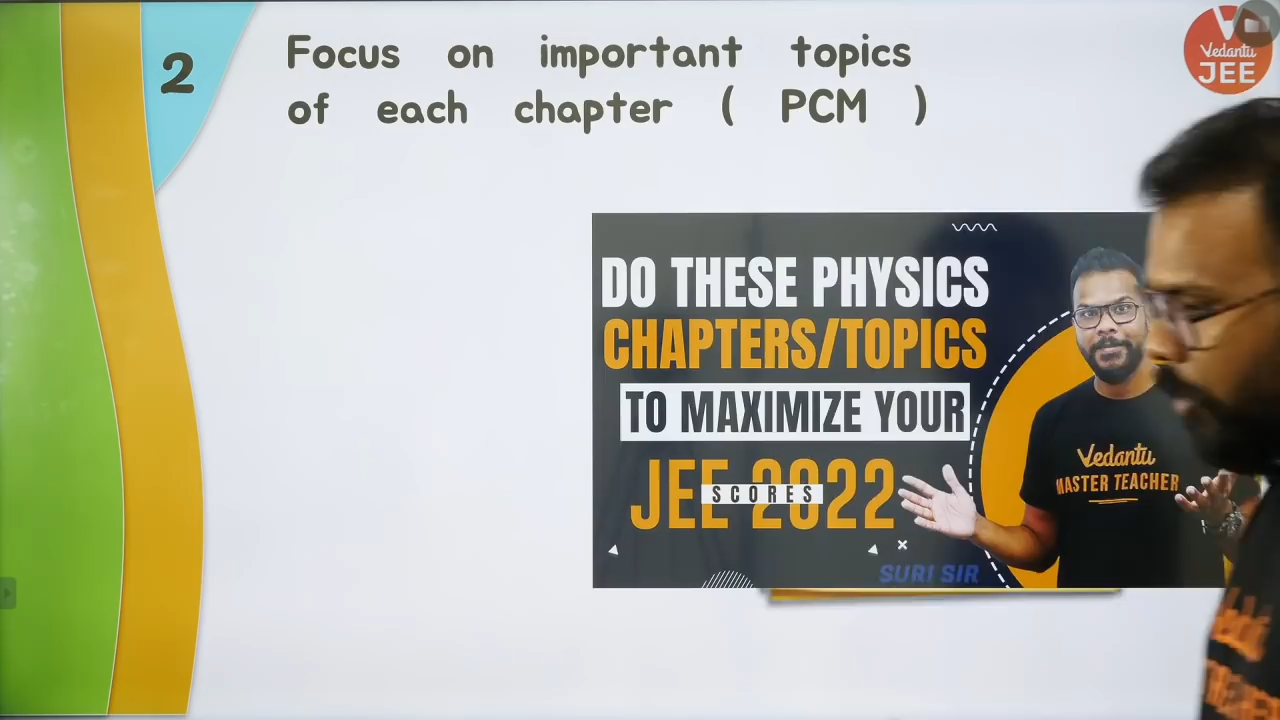 2
Focus on important topics
of each chapter ( PCM )
Vedantu
JEE
DO THESE PHYSICS
CHAPTERS/TOPICS
TO MAXIMIZE YOUR
JEE 2022
SCORES
Vedantu
MASTER TEACHER
SURI SIR